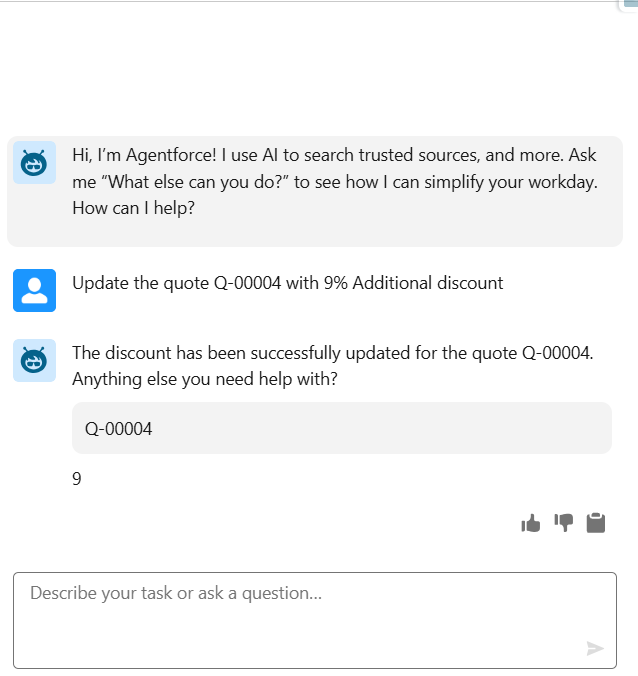 Hi, I’m Agentforce! I use AI to search trusted sources, and more. Ask
me “What else can you do?” to see how I can simplify your workday.
How can I help?
Update the quote Q-00004 with 9% Additional discount
The discount has been successfully updated for the quote Q-00004.
Anything else you need help with?
Q-00004
9
Describe your task or ask a question...